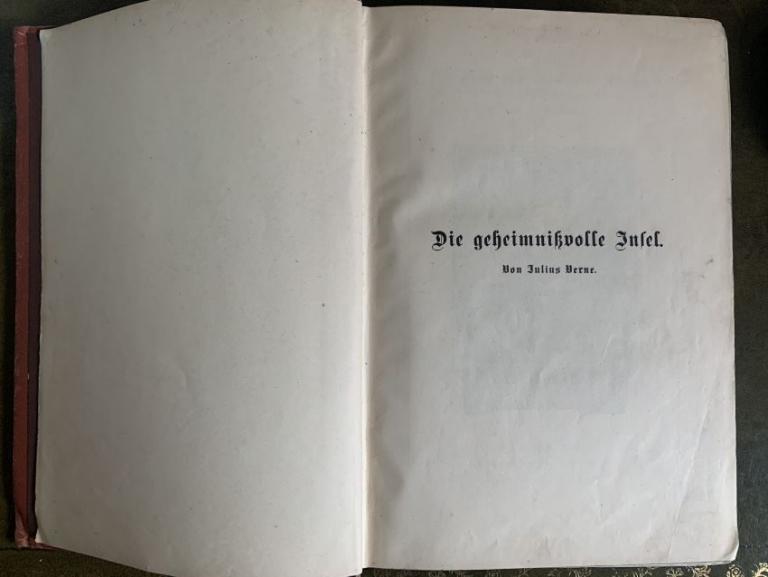 Die geheimnißvolle Inſel.
Von Julius Verne.